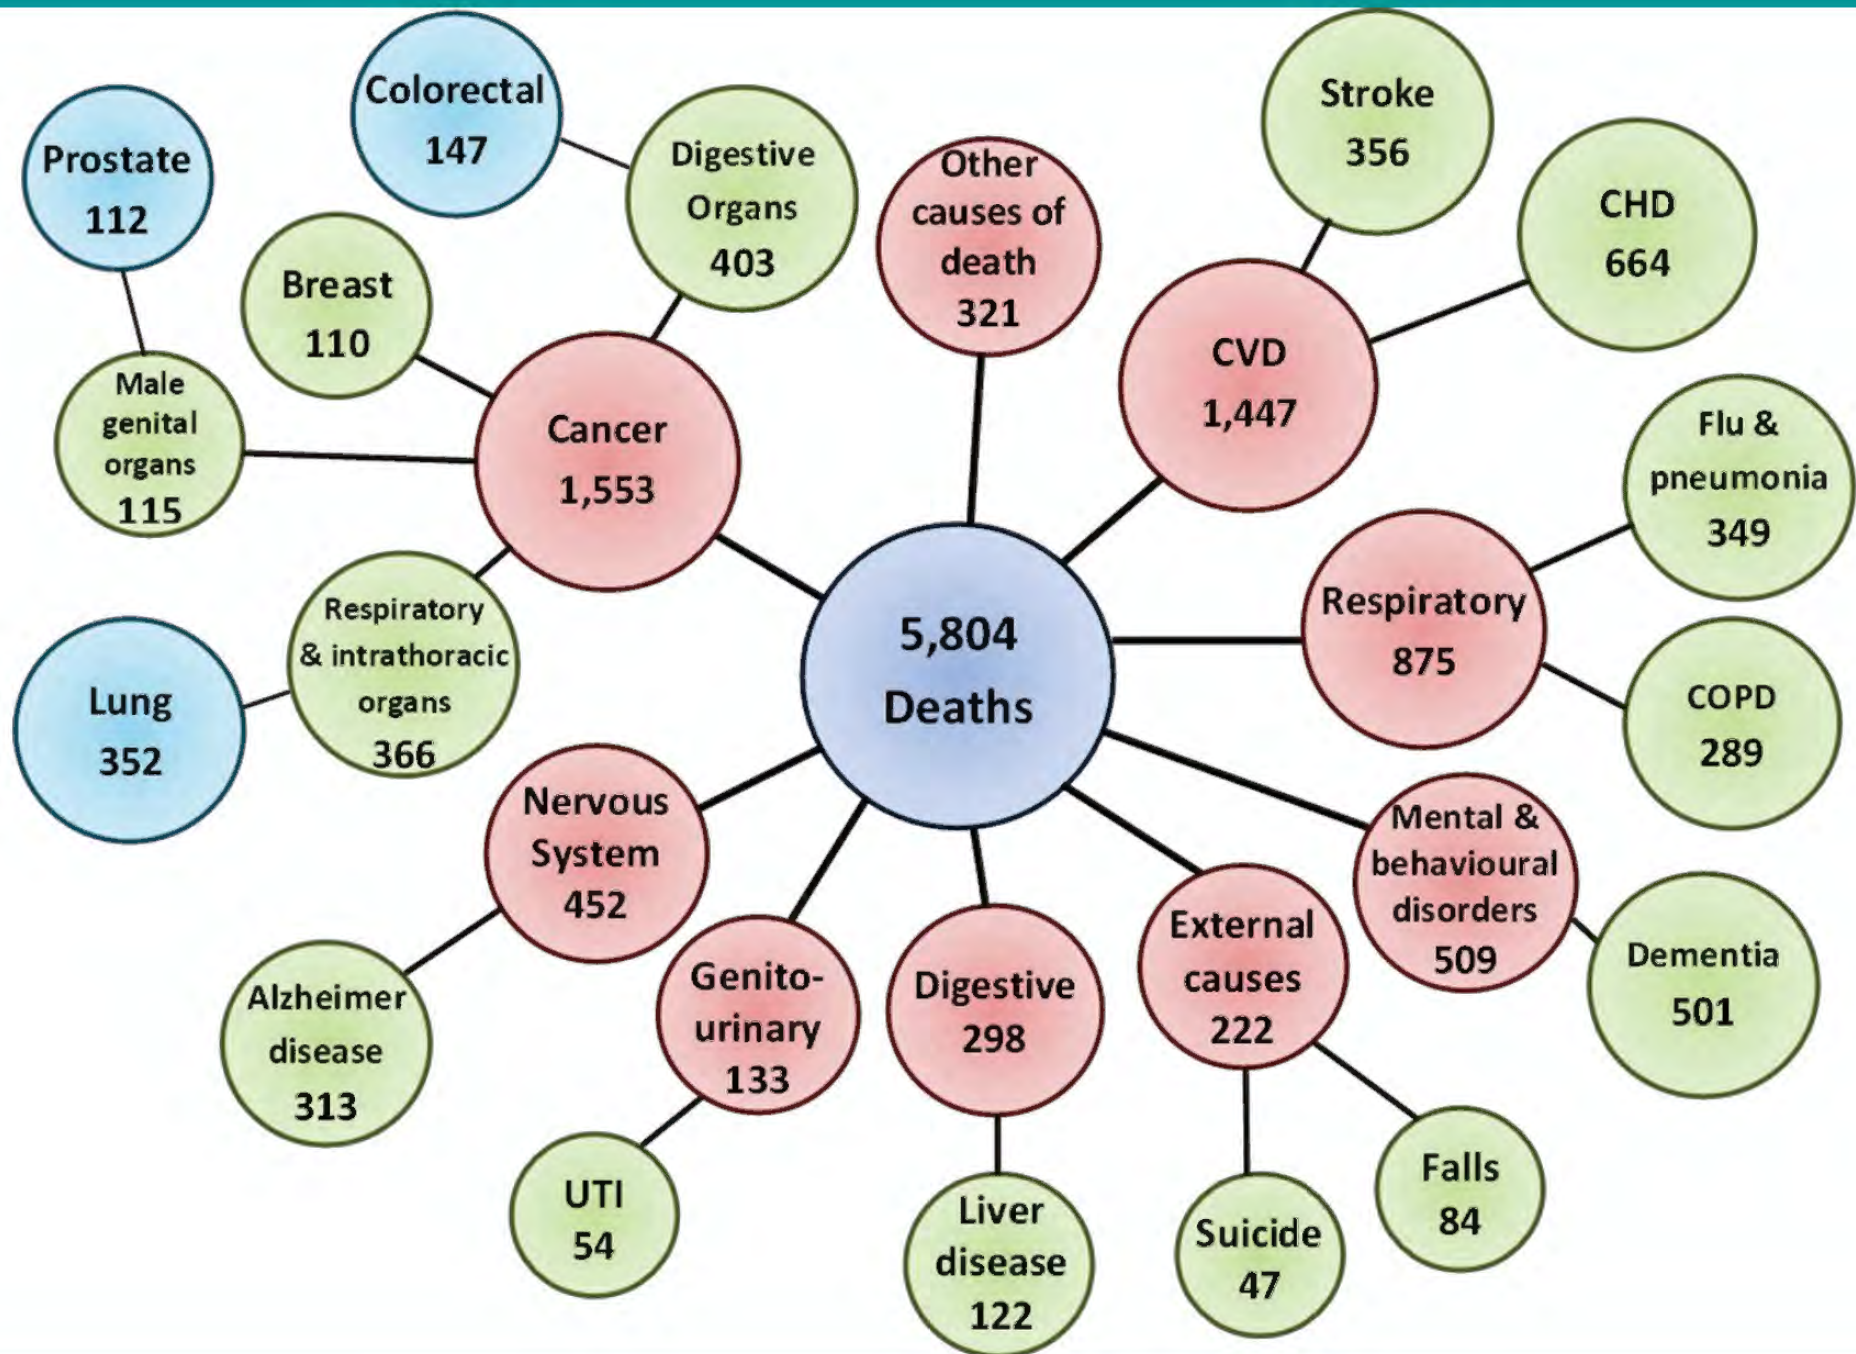 Colorectal
147
Prostate
112
Digestive
Organs
403
Breast
110
Male
genital
organs
115
Cancer
1,553
Respiratory
& intrathoracic
organs
366
Lung
352
Other
causes of
death
321
Stroke
356
CHD
664
CVD
1,447
Flu &
pneumonia
349
Respiratory
875
COPD
289
5,804
Deaths
Mental &
behavioural
disorders
509
Dementia
501
Nervous
System
452
Alzheimer
disease
313
Genito-
urinary
133
UTI
54
Digestive
298
Liver
disease
122
External
causes
222
Suicide
47
Falls
84